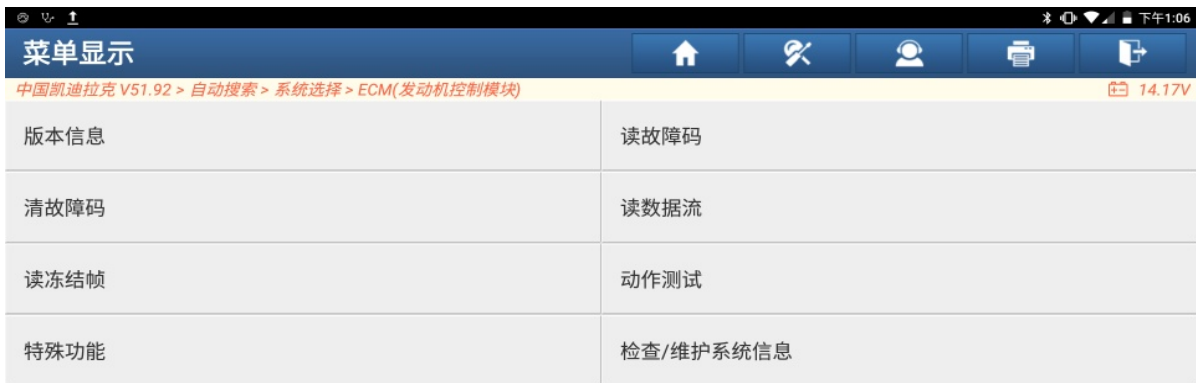 下午1:06
菜单显示
中国凯迪拉克 V51.92 > 自动搜索 > 系统选择 > ECM(发动机控制模块)
14.17V
版本信息
读故障码
清故障码
读数据流
读冻结帧
动作测试
特殊功能
检查/维护系统信息